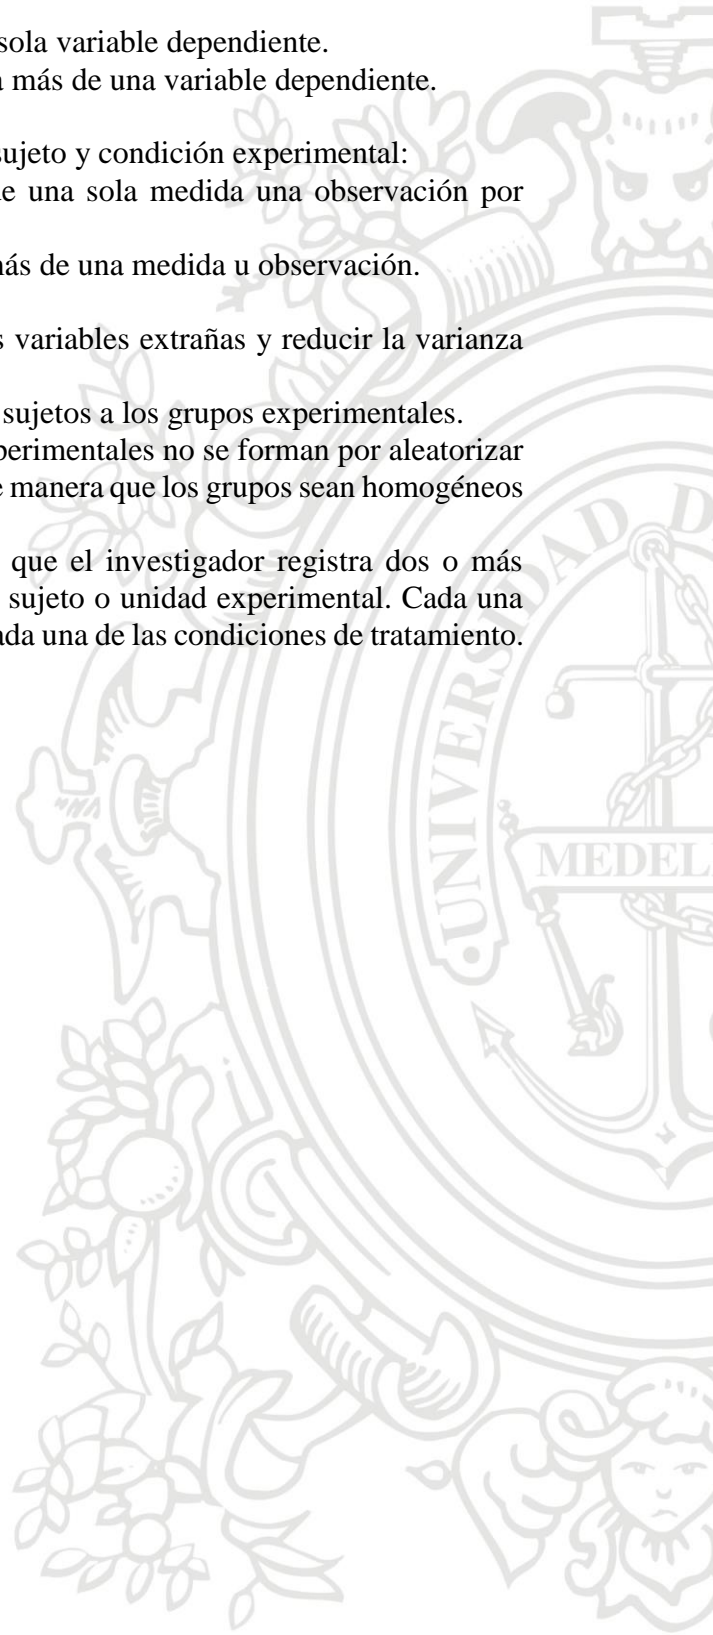 sola variable dependiente.
más de una variable dependiente.
sujeto y condición experimental:
e una sola medida una observación por
más de una medida u observación.
s variables extrañas y reducir la varianza
sujetos a los grupos experimentales.
perimentales no se forman por aleatorizar
e manera que los grupos sean homogéneos
que el investigador registra dos o más
sujeto o unidad experimental. Cada una
ada una de las condiciones de tratamiento.
UNIVERSIDAD D
MEDEL